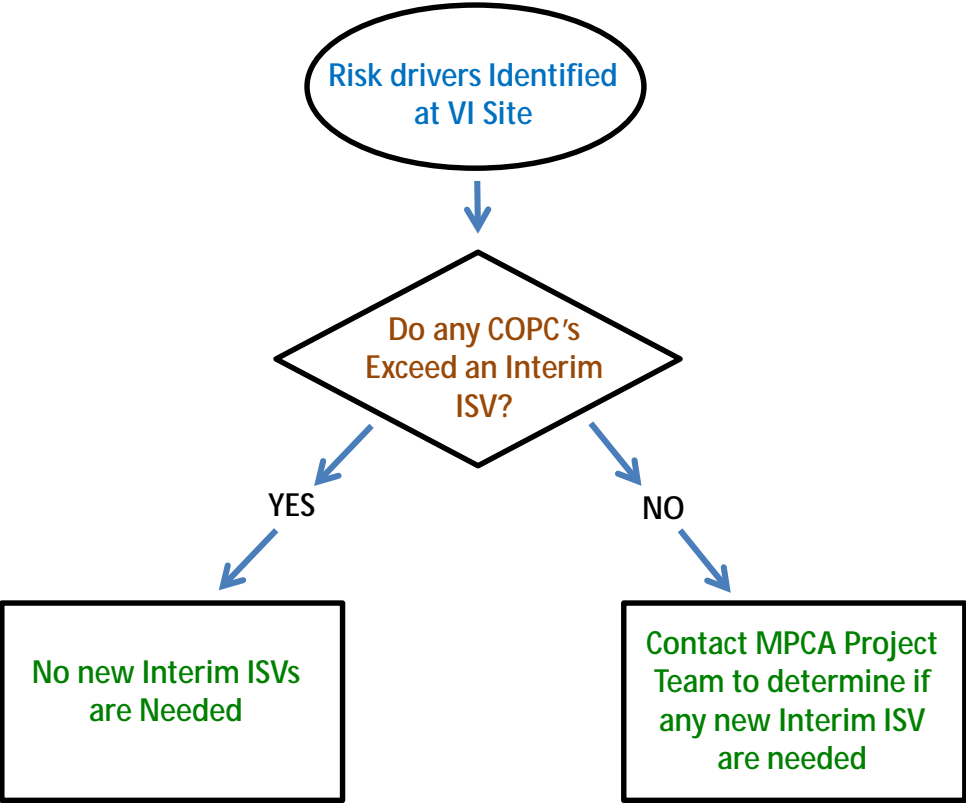 Risk drivers Identified
at VI Site
Do any COPC's
Exceed an Interim
ISV?
YES
NO
No new Interim ISVs
are Needed
Contact MPCA Project
Team to determine if
any new Interim ISV
are needed